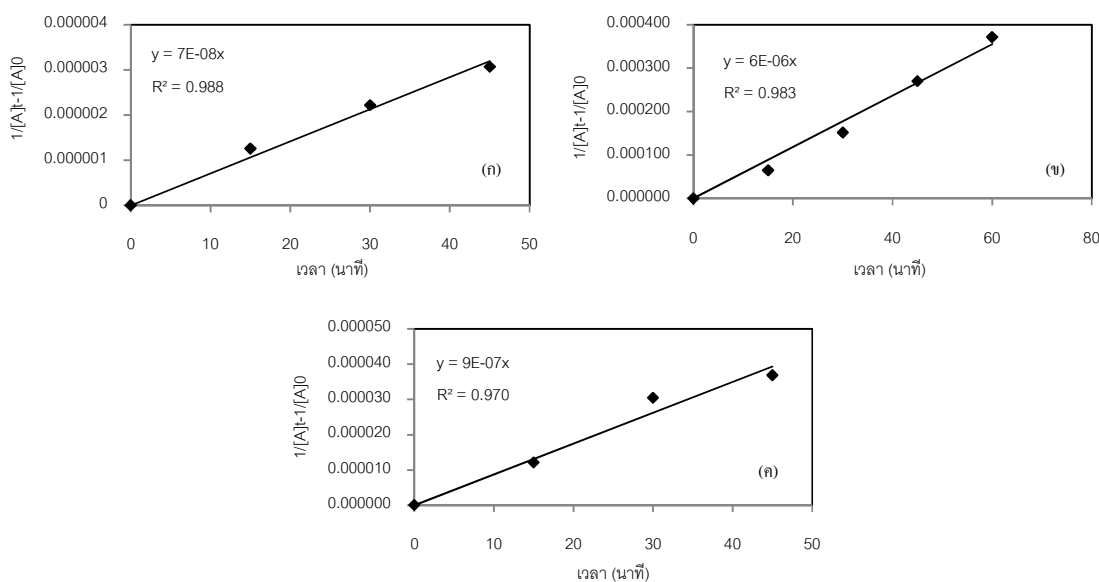 0.000004
0.000003
0.000002
0.000001
0
1/[A]t-1/[A]0
y = 7E-08x
R² = 0.988
(ก)
0 10 20 30 40 50
เวลา (นาที)
0.000400
0.000300
0.000200
0.000100
0.000000
1/[A]t-1/[A]0
y = 6E-06x
R² = 0.983
(ข)
0 20 40 60 80
เวลา (นาที)
0.000050
0.000040
0.000030
0.000020
0.000010
0.000000
1/[A]t-1/[A]0
y = 9E-07x
R² = 0.970
(ค)
0 10 20 30 40 50
เวลา (นาที)